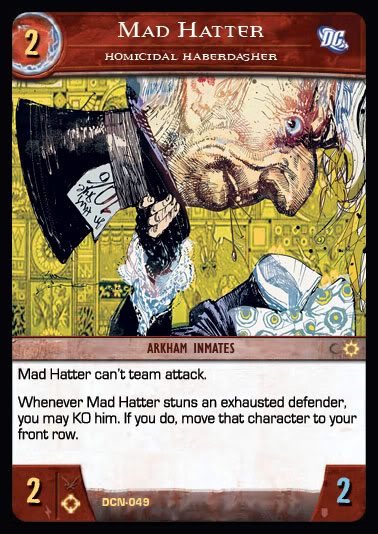 2
Mad Hatter
Homicidal Haberdasher
DC
ARKHAM INMATES
Mad Hatter can't team attack.
Whenever Mad Hatter stuns an exhausted defender,
you may KO him. If you do, move that character to your
front row.
2
DCN-049
2